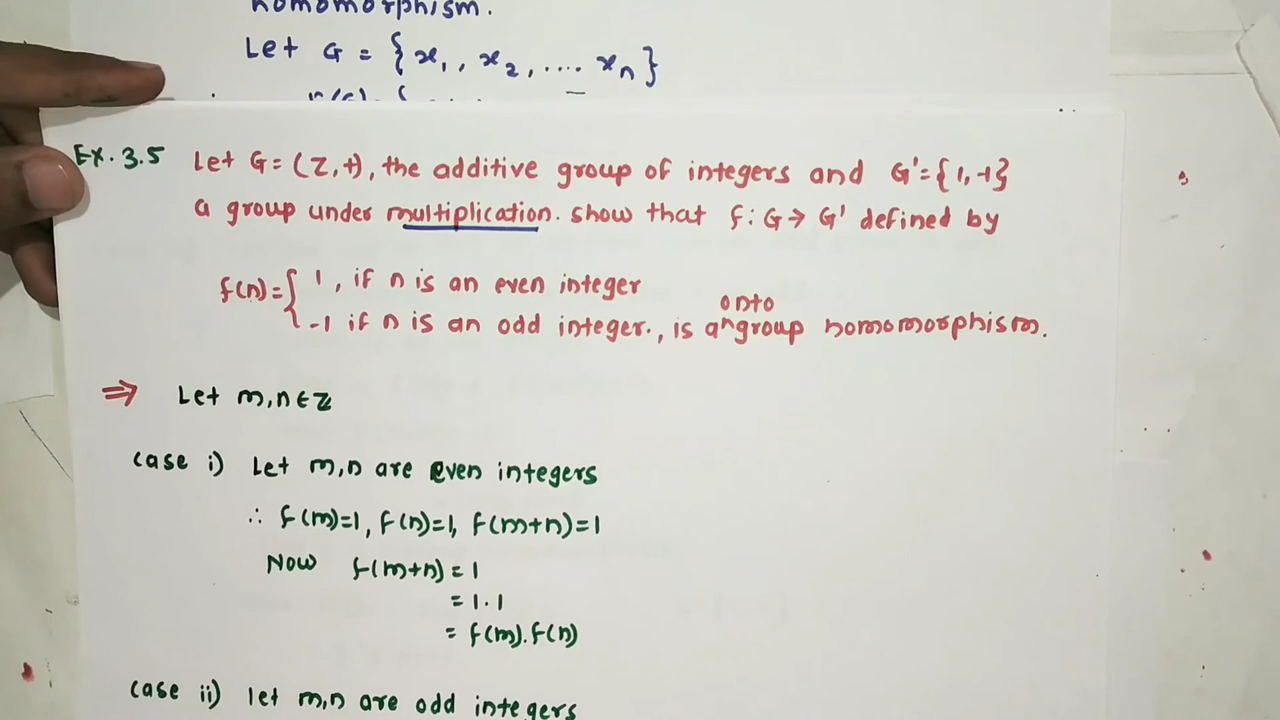 homomorphism.
Let G = {x₁, x₂, .... xₙ}
Ex. 3.5 Let G = (Z,+), the additive group of integers and G' = {1,-1}
a group under multiplication. show that f : G → G' defined by
f(n) = { 1, if n is an even integer
onto
-1 if n is an odd integer., is an group homomorphism.
⇒ Let m,n ∈ Z
case i) Let m,n are even integers
∴ f(m)=1, f(n)=1, f(m+n)=1
Now f(m+n) = 1
= 1.1
= f(m).f(n)
case ii) let m,n are odd integers